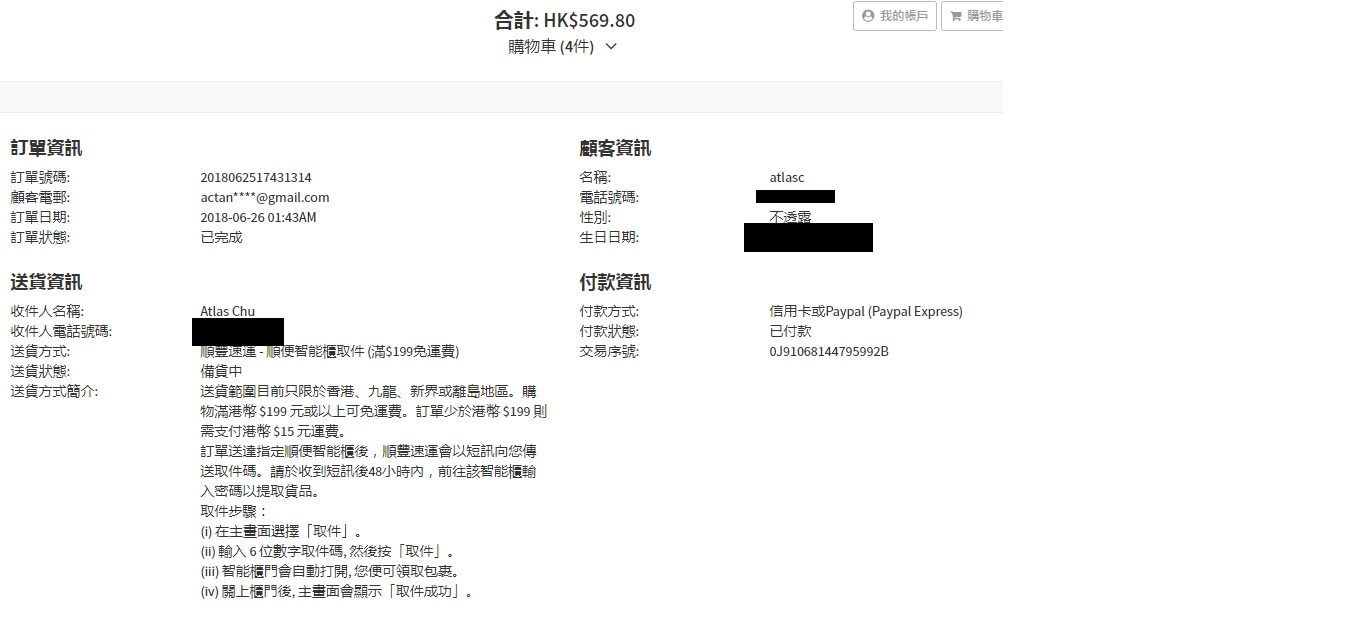 合計: HK$569.80
購物車 (4件)
我的帳戶
購物車
訂單資訊
訂單號碼: 2018062517431314
顧客電郵: actan****@gmail.com
訂單日期: 2018-06-26 01:43AM
訂單狀態: 已完成
顧客資訊
名稱: atlasc
電話號碼:
性別: 不透露
生日日期:
送貨資訊
收件人名稱: Atlas Chu
收件人電話號碼:
送貨方式: 順豐速運 - 順便智能櫃取件 (滿$199免運費)
送貨狀態: 備貨中
送貨方式簡介: 送貨範圍目前只限於香港、九龍、新界或離島地區。購
物滿港幣 $199 元或以上可免運費。訂單少於港幣 $199 則
需支付港幣 $15 元運費。
訂單送達指定順便智能櫃後，順豐速運會以短訊向您傳
送取件碼。請於收到短訊後48小時內，前往該智能櫃輸
入密碼以提取貨品。
取件步驟：
(i) 在主畫面選擇「取件」。
(ii) 輸入 6 位數字取件碼, 然後按「取件」。
(iii) 智能櫃門會自動打開, 您便可領取包裹。
(iv) 關上櫃門後, 主畫面會顯示「取件成功」。
付款資訊
付款方式: 信用卡或Paypal (Paypal Express)
付款狀態: 已付款
交易序號: 0J91068144795992B